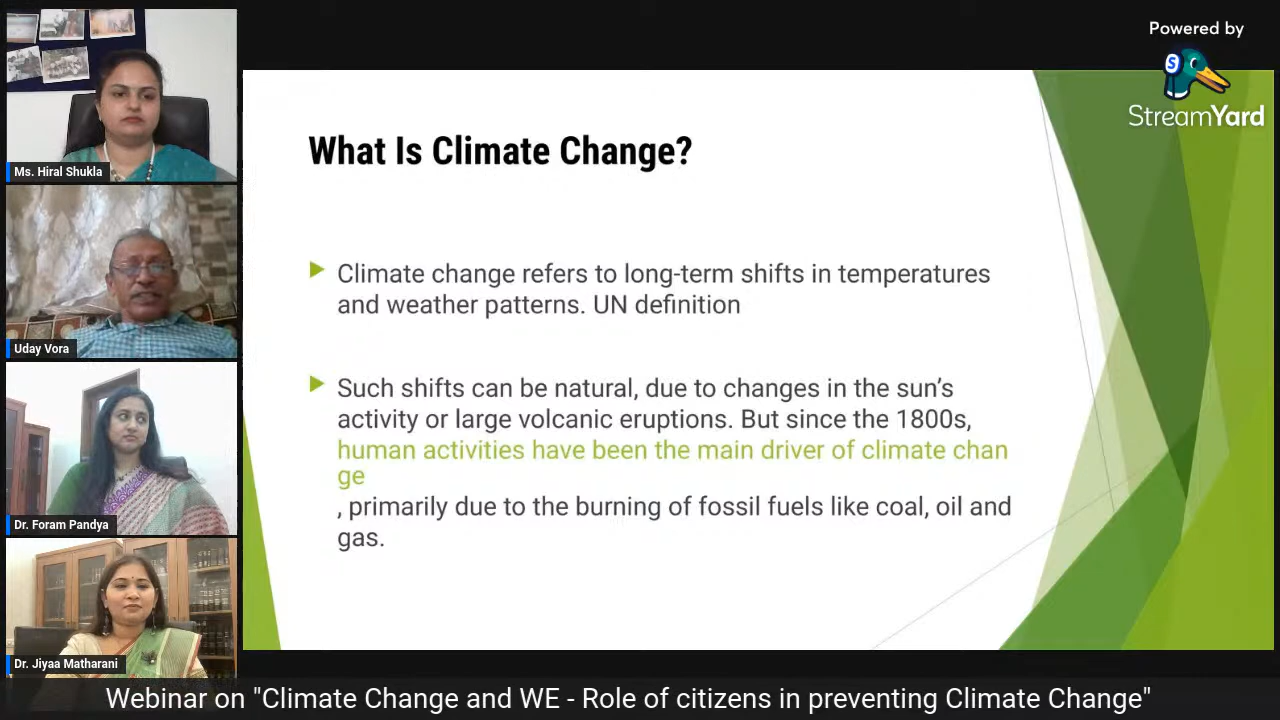 Powered by
S
StreamYard
Ms. Hiral Shukla
Uday Vora
Dr. Foram Pandya
Dr. Jiyaa Matharani
What Is Climate Change?
Climate change refers to long-term shifts in temperatures
and weather patterns. UN definition
Such shifts can be natural, due to changes in the sun’s
activity or large volcanic eruptions. But since the 1800s,
human activities have been the main driver of climate chan
ge
, primarily due to the burning of fossil fuels like coal, oil and
gas.
Webinar on "Climate Change and WE - Role of citizens in preventing Climate Change"